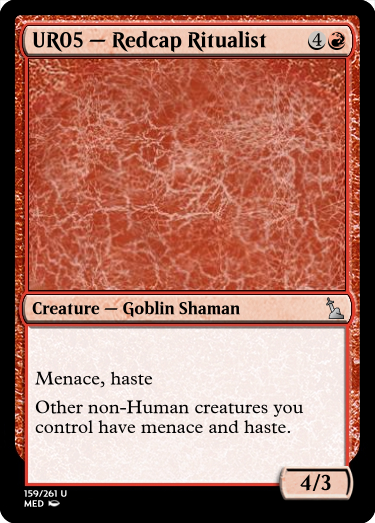 UR05 — Redcap Ritualist 4
Creature — Goblin Shaman
Menace, haste
Other non-Human creatures you
control have menace and haste.
4/3
159/261 U
MED